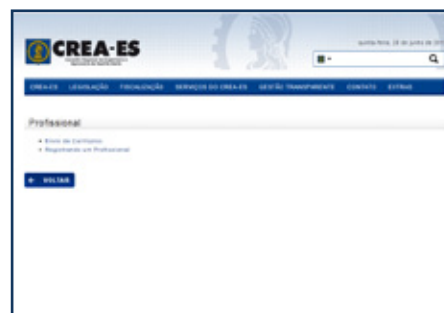 CREA-ES
CREA-ES LEGISLAÇÃO FISCALIZAÇÃO SERVIÇOS DO CREA-ES GESTÃO TRANSPARENTE CONTATO EXTRAS
Profissional
Envio de Carteiras
Registrando um Profissional
VOLTAR